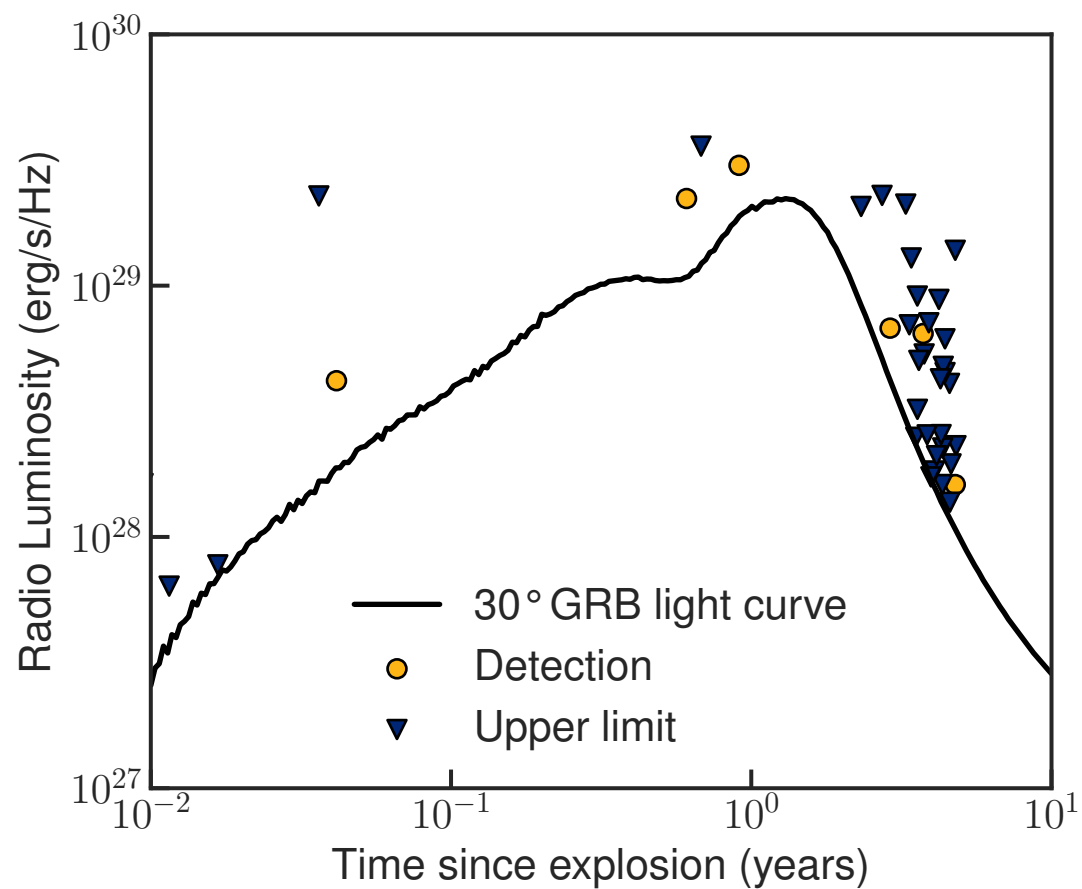 10^30
10^29
10^28
10^27
Radio Luminosity (erg/s/Hz)
30° GRB light curve
Detection
Upper limit
10^−2 10^−1 10^0 10^1
Time since explosion (years)